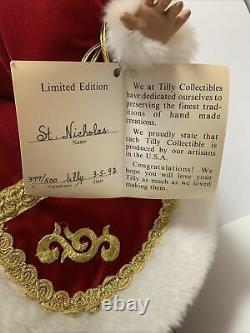 Limited Edition
St. Nicholas
Name
377/500 Tilly 3-5-92
Date
We at Tilly Collectibles
have dedicated ourselves to
preserving the finest tradi-
tions of hand made
creations.
We proudly state that
each Tilly Collectible is
produced by our artisans
in the U.S.A.
Congratulations! We
hope you will love your
Tilly as much as we loved
making them.